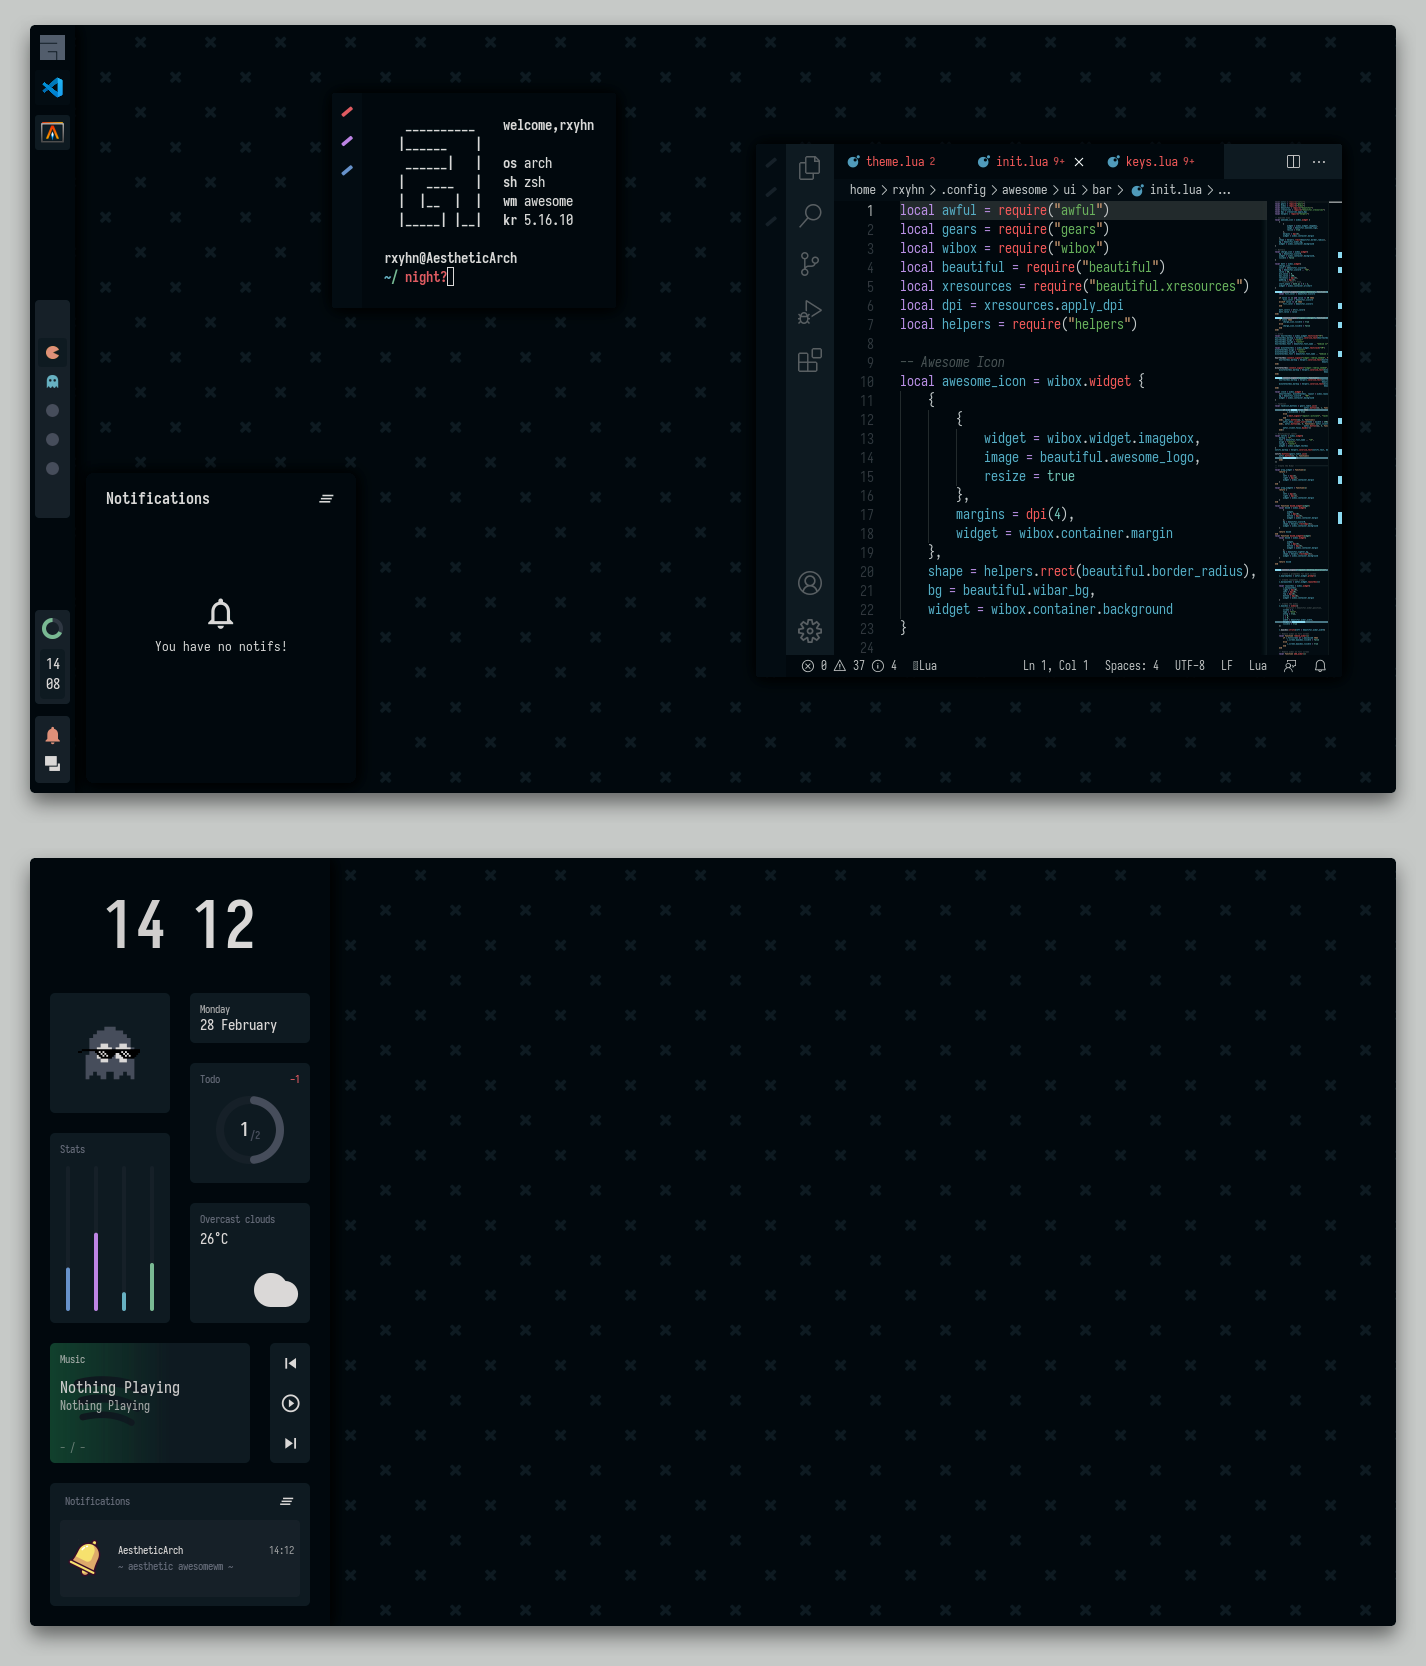 welcome,rxyhn
os arch
sh zsh
wm awesome
kr 5.16.10
rxyhn@AestheticArch
~/ night?
Notifications
You have no notifs!
14
08
theme.lua 2
init.lua 9+
keys.lua 9+
home > rxyhn > .config > awesome > ui > bar > init.lua > ...
1 local awful = require("awful")
2 local gears = require("gears")
3 local wibox = require("wibox")
4 local beautiful = require("beautiful")
5 local xresources = require("beautiful.xresources")
6 local dpi = xresources.apply_dpi
7 local helpers = require("helpers")
8
9 -- Awesome Icon
10 local awesome_icon = wibox.widget {
11 {
12 {
13 widget = wibox.widget.imagebox,
14 image = beautiful.awesome_logo,
15 resize = true
16 },
17 margins = dpi(4),
18 widget = wibox.container.margin
19 },
20 shape = helpers.rrect(beautiful.border_radius),
21 bg = beautiful.wibar_bg,
22 widget = wibox.container.background
23 }
24
0 37 4 Lua Ln 1, Col 1 Spaces: 4 UTF-8 LF Lua
14 12
Monday
28 February
Todo -1
1/2
Stats
Overcast clouds
26°C
Music
Nothing Playing
Nothing Playing
- / -
Notifications
AestheticArch 14:12
~ aesthetic awesomewm ~